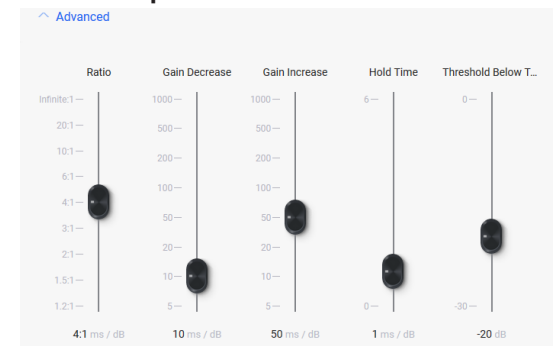 Advanced
Ratio
Gain Decrease
Gain Increase
Hold Time
Threshold Below T...
Infinite:1
20:1
10:1
6:1
4:1
3:1
2:1
1.5:1
1.2:1
4:1 ms / dB
1000
500
200
100
50
20
10
5
10 ms / dB
1000
500
200
100
50
20
10
5
50 ms / dB
6
0
1 ms / dB
0
-30
-20 dB